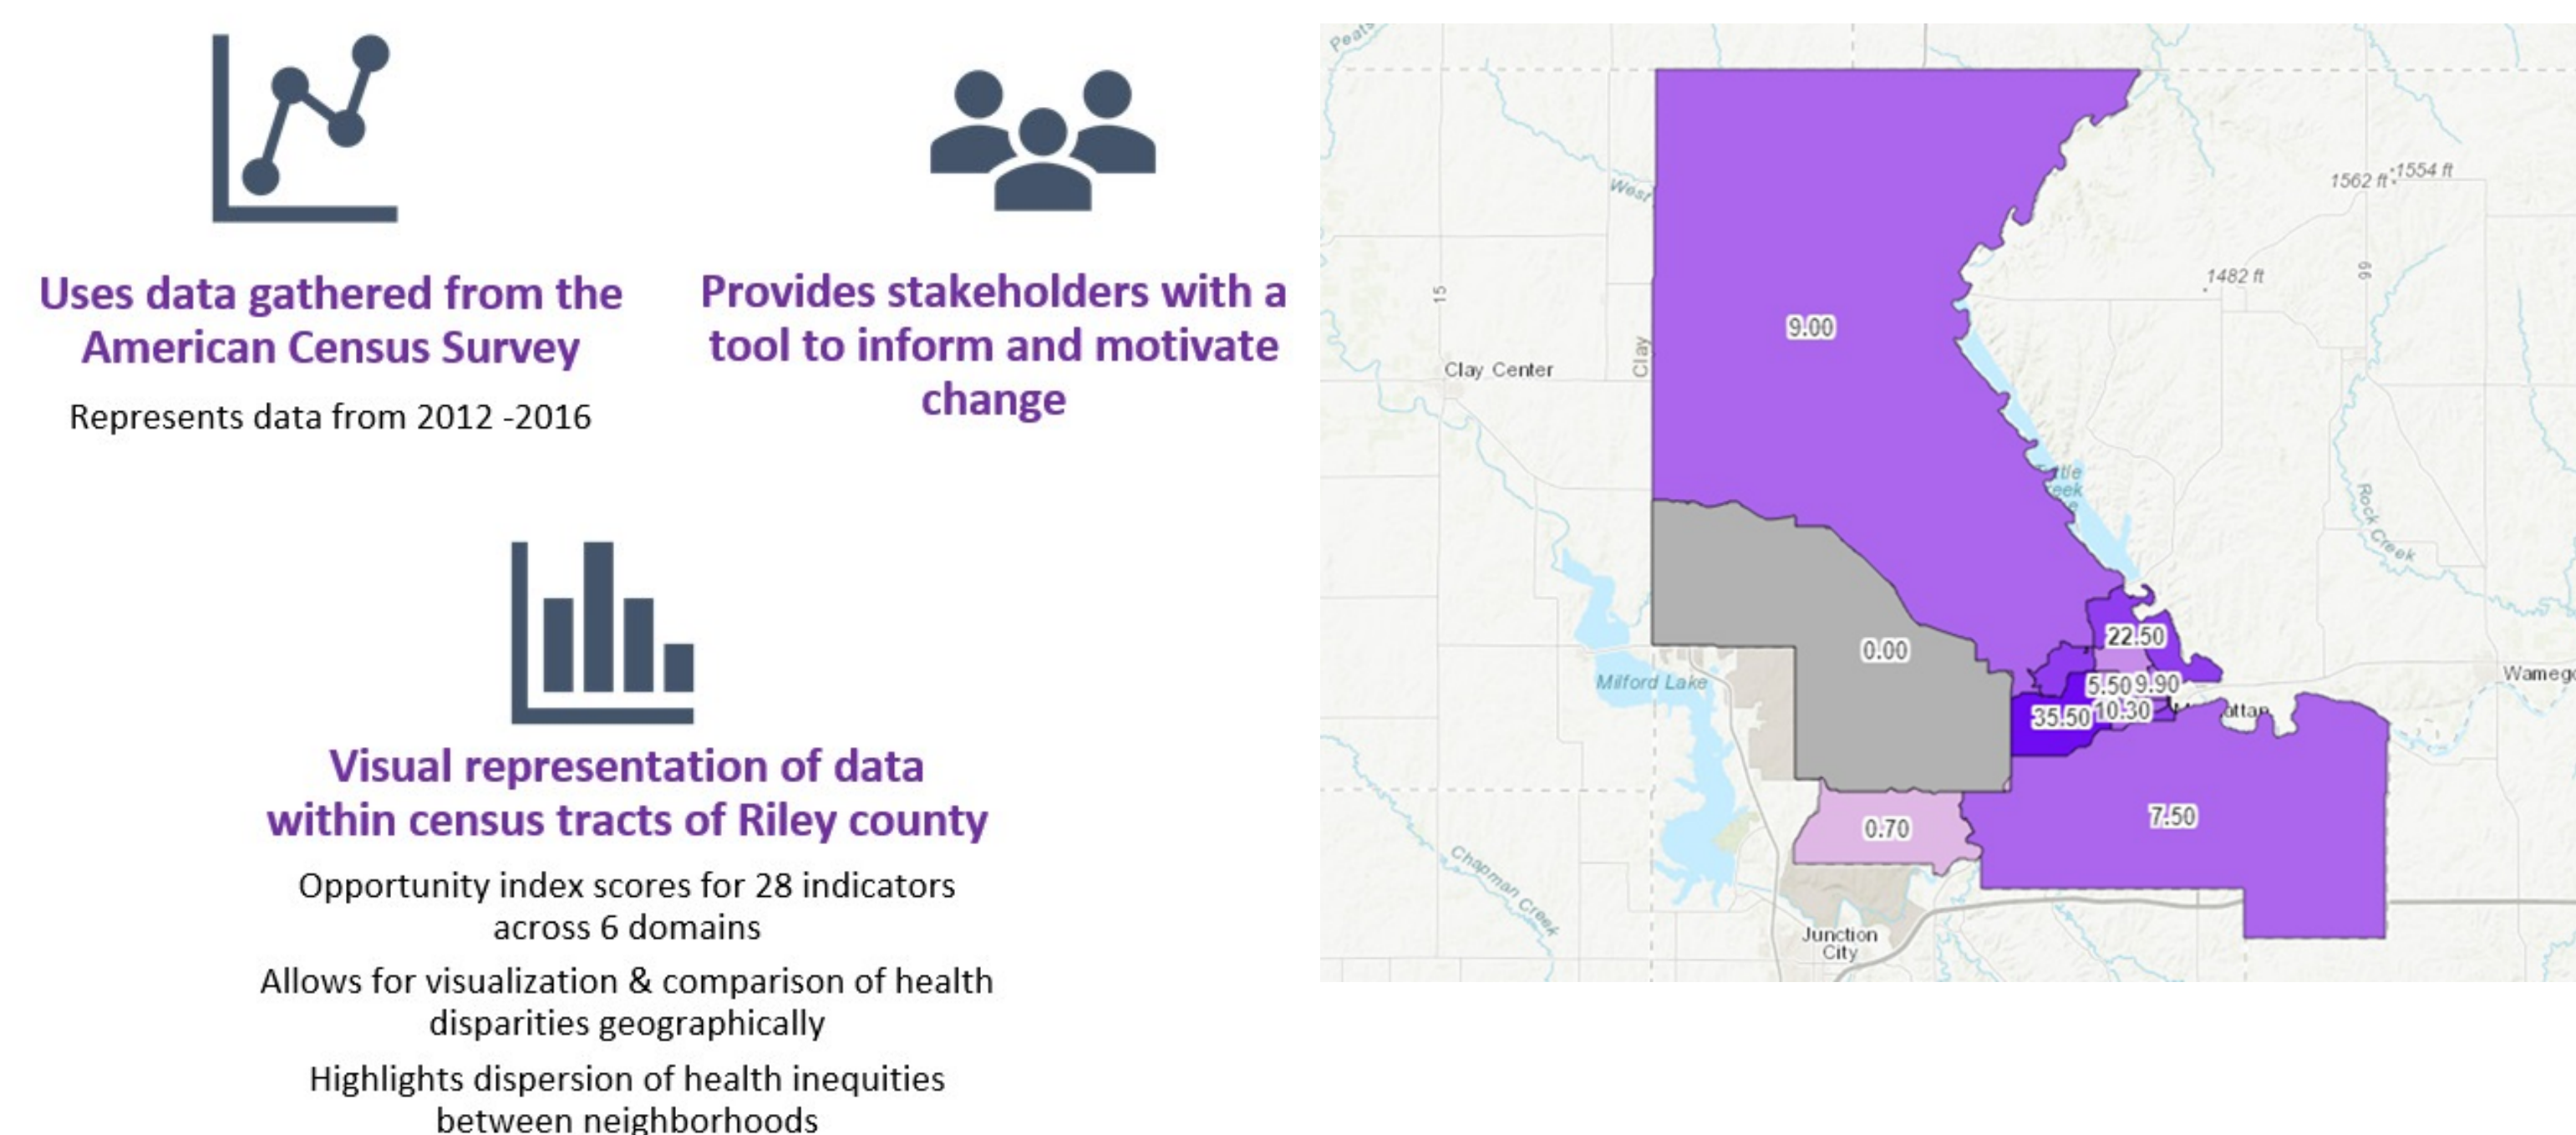 Uses data gathered from the
American Census Survey
Represents data from 2012 -2016
Provides stakeholders with a
tool to inform and motivate
change
Visual representation of data
within census tracts of Riley county
Opportunity index scores for 28 indicators
across 6 domains
Allows for visualization & comparison of health
disparities geographically
Highlights dispersion of health inequities
between neighborhoods
West
1562 ft
1554 ft
1482 ft
99
15
9.00
Clay Center
Clay
Rock Creek
22.50
0.00
Milford Lake
5.50
9.90
35.50
10.30
0.70
7.50
Chapman Creek
Junction
City